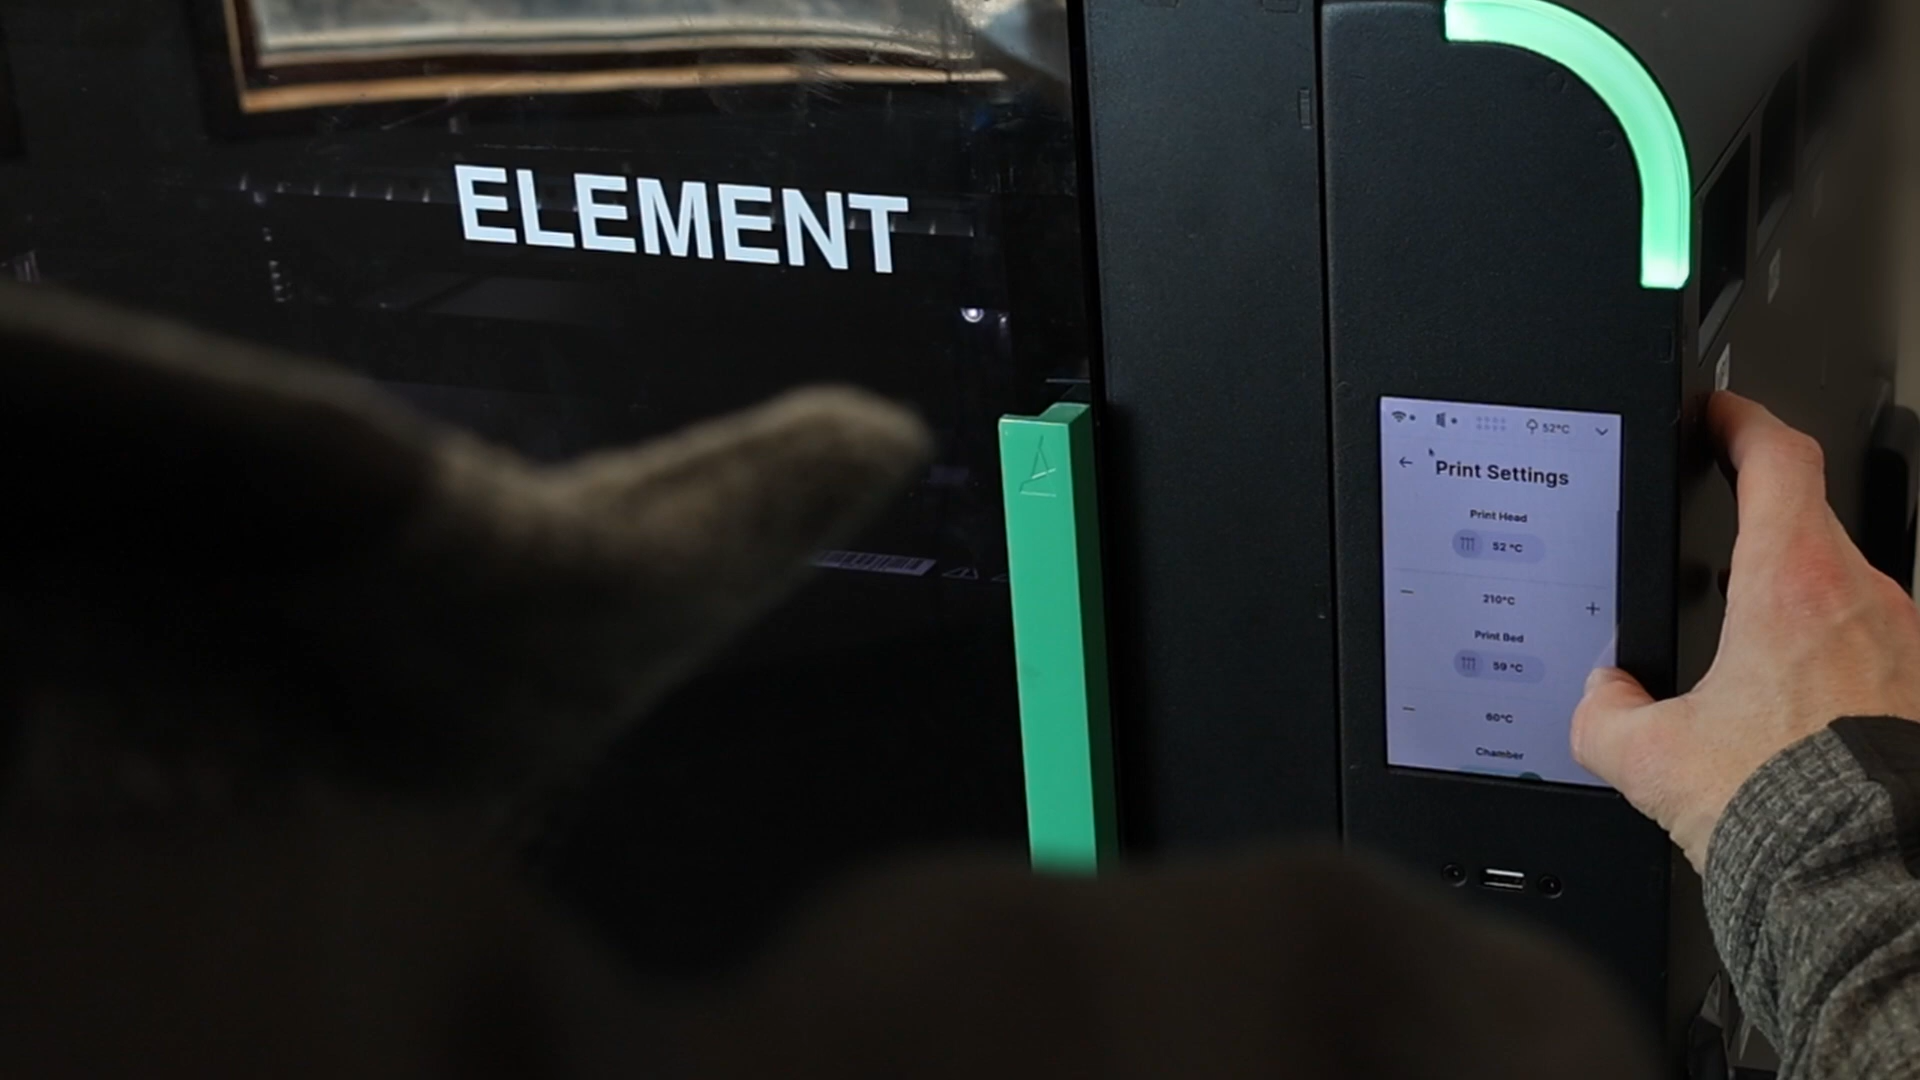 ELEMENT
52°C
Print Settings
Print Head
52 °C
210°C
Print Bed
59 °C
60°C
Chamber